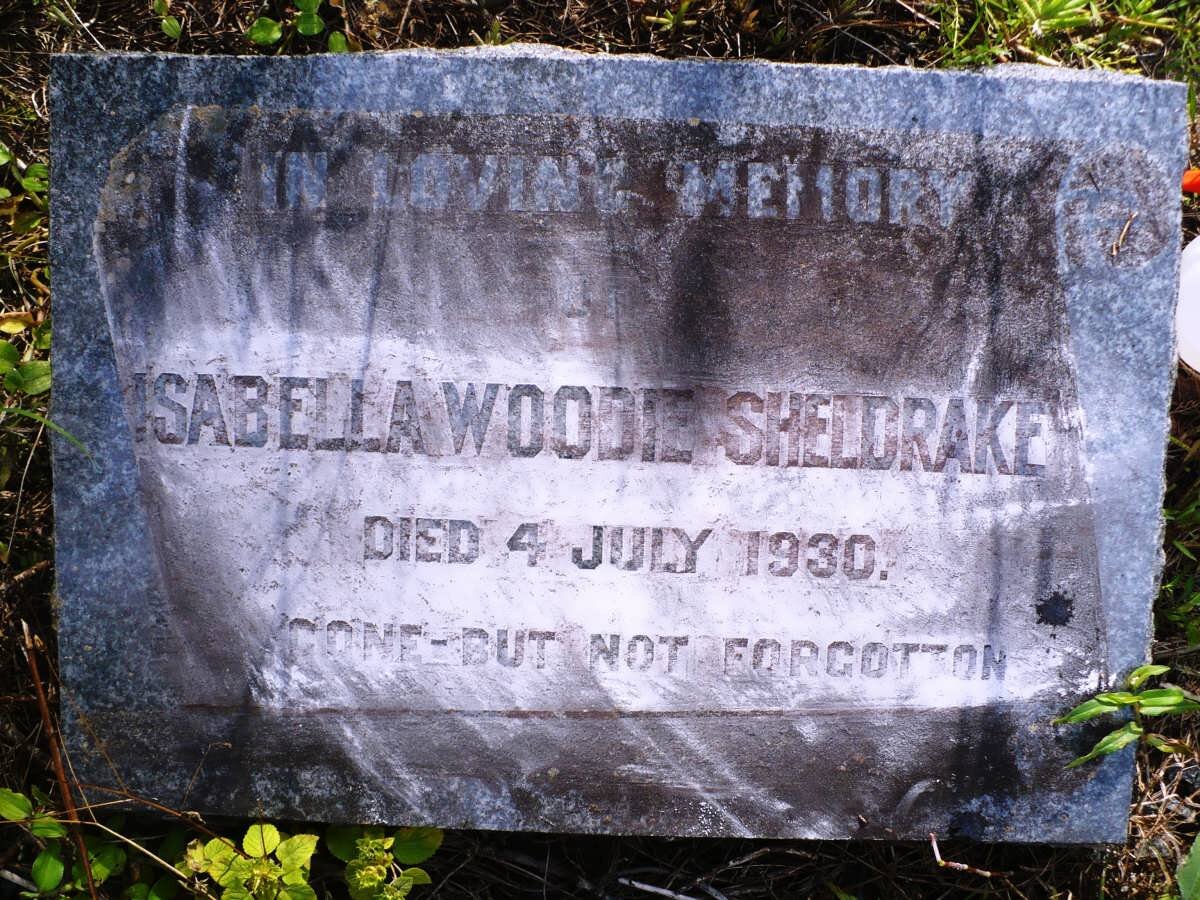 IN LOVING MEMORY
OF
ISABELLA WOODIE SHELDRAKE
DIED 4 JULY 1930.
GONE-BUT NOT FORGOTTON